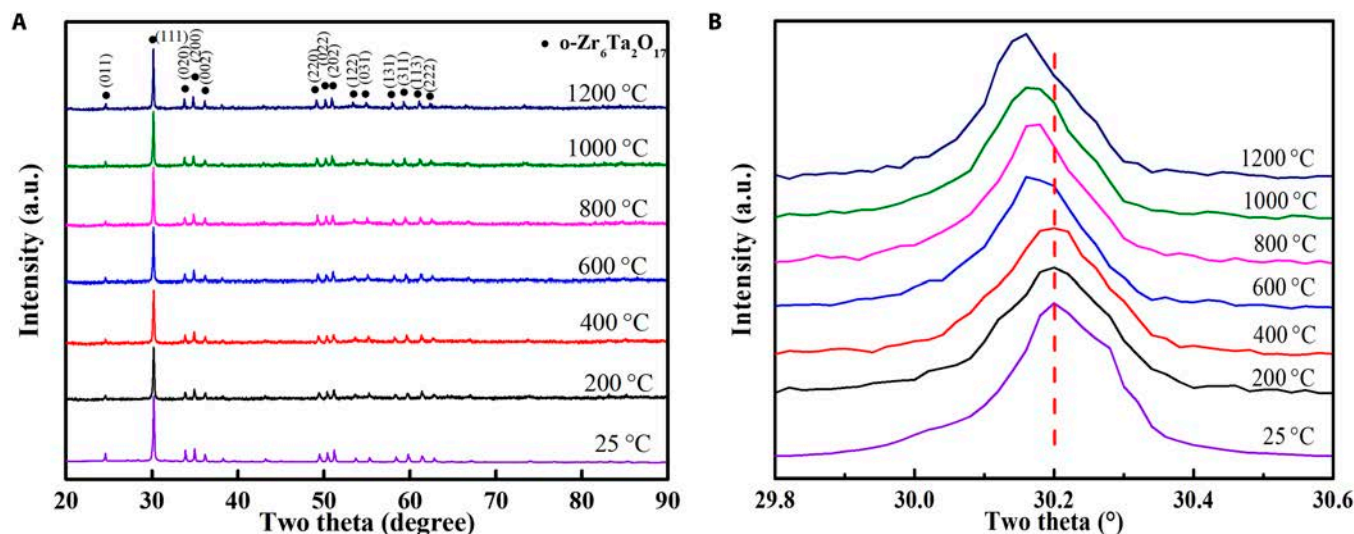 A
Intensity (a.u.)
(011)
(111)
(020)
(200)
(002)
(220)
(022)
(202)
(122)
(031)
(131)
(311)
(113)
(222)
● o-Zr₆Ta₂O₁₇
1200 °C
1000 °C
800 °C
600 °C
400 °C
200 °C
25 °C
20 30 40 50 60 70 80 90
Two theta (degree)
B
Intensity (a.u.)
1200 °C
1000 °C
800 °C
600 °C
400 °C
200 °C
25 °C
29.8 30.0 30.2 30.4 30.6
Two theta (°)